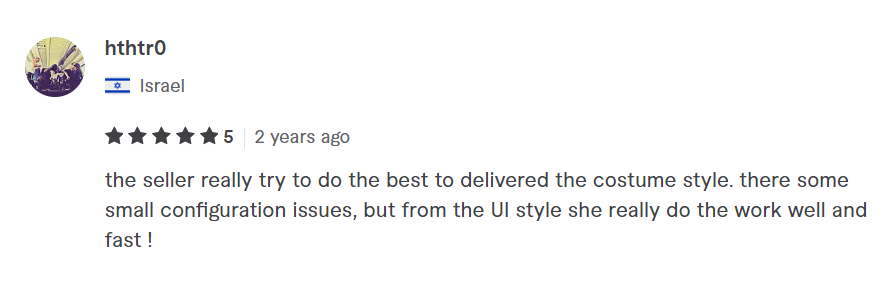 hthtr0
Israel
5 2 years ago
the seller really try to do the best to delivered the costume style. there some
small configuration issues, but from the UI style she really do the work well and
fast !